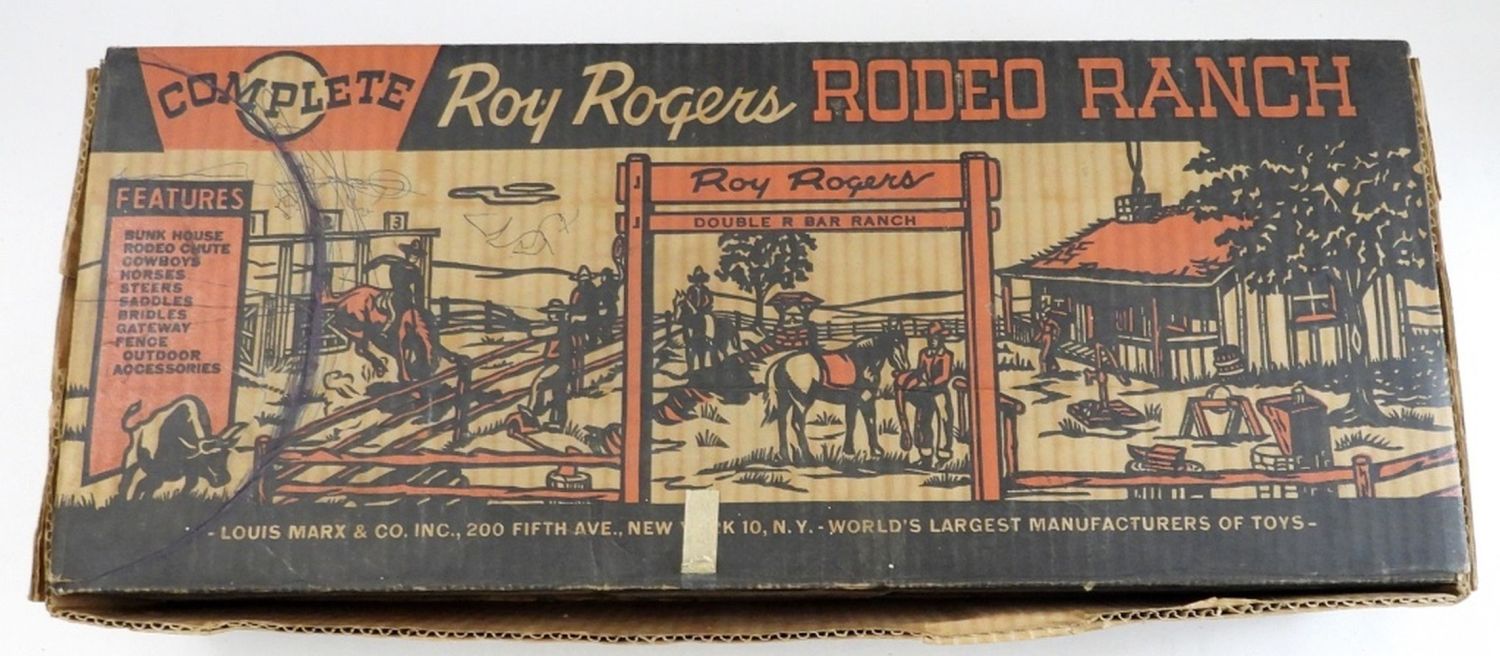 COMPLETE Roy Rogers RODEO RANCH
FEATURES
BUNK HOUSE
RODEO CHUTE
COWBOYS
HORSES
STEERS
SADDLES
BRIDLES
GATEWAY
FENCE
OUTDOOR
ACCESSORIES
2 3
Roy Rogers
DOUBLE R BAR RANCH
- LOUIS MARX & CO. INC., 200 FIFTH AVE., NEW Y K 10, N.Y. - WORLD'S LARGEST MANUFACTURERS OF TOYS -